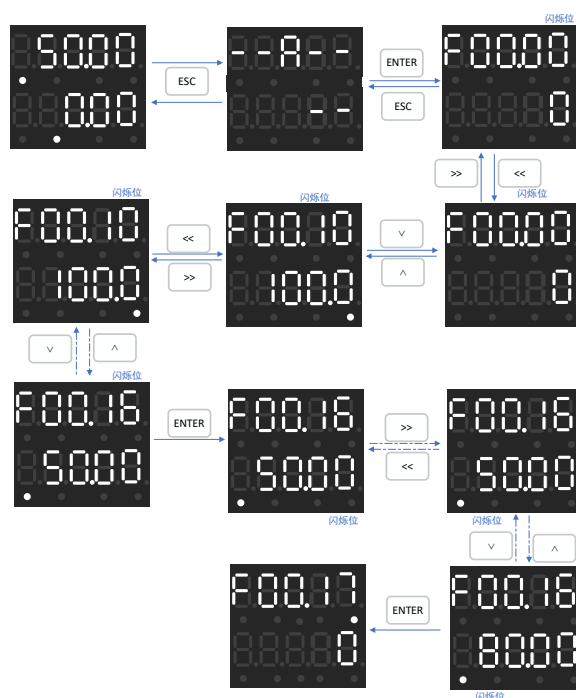 闪烁位
50.00
--A--
F00.00
ENTER
ESC
ESC
0.00
--
0
>>
<<
闪烁位
闪烁位
闪烁位
F00.10
<<
F00.10
∨
F00.00
>>
∧
100.0
100.0
0
∨
∧
闪烁位
F00.16
F00.16
F00.16
ENTER
>>
50.00
50.00
<<
50.00
闪烁位
闪烁位
∨
∧
F00.17
F00.16
ENTER
0
80.00
闪烁位